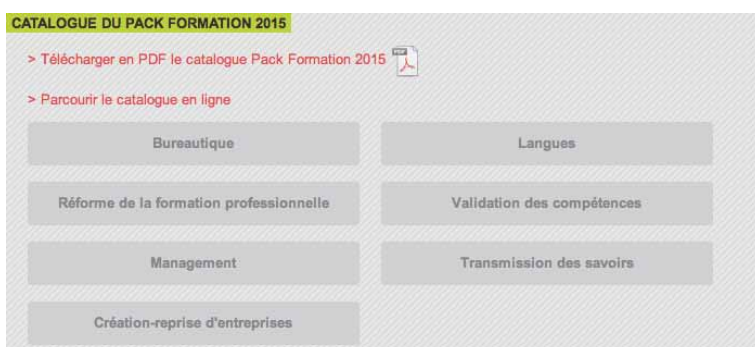 CATALOGUE DU PACK FORMATION 2015
> Télécharger en PDF le catalogue Pack Formation 2015
PDF
> Parcourir le catalogue en ligne
Bureautique
Langues
Réforme de la formation professionnelle
Validation des compétences
Management
Transmission des savoirs
Création-reprise d'entreprises